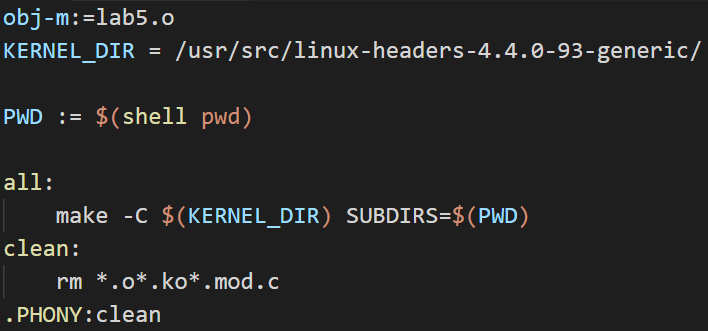 obj-m:=lab5.o
KERNEL_DIR = /usr/src/linux-headers-4.4.0-93-generic/
PWD := $(shell pwd)
all:
make -C $(KERNEL_DIR) SUBDIRS=$(PWD)
clean:
rm *.o*.ko*.mod.c
.PHONY:clean